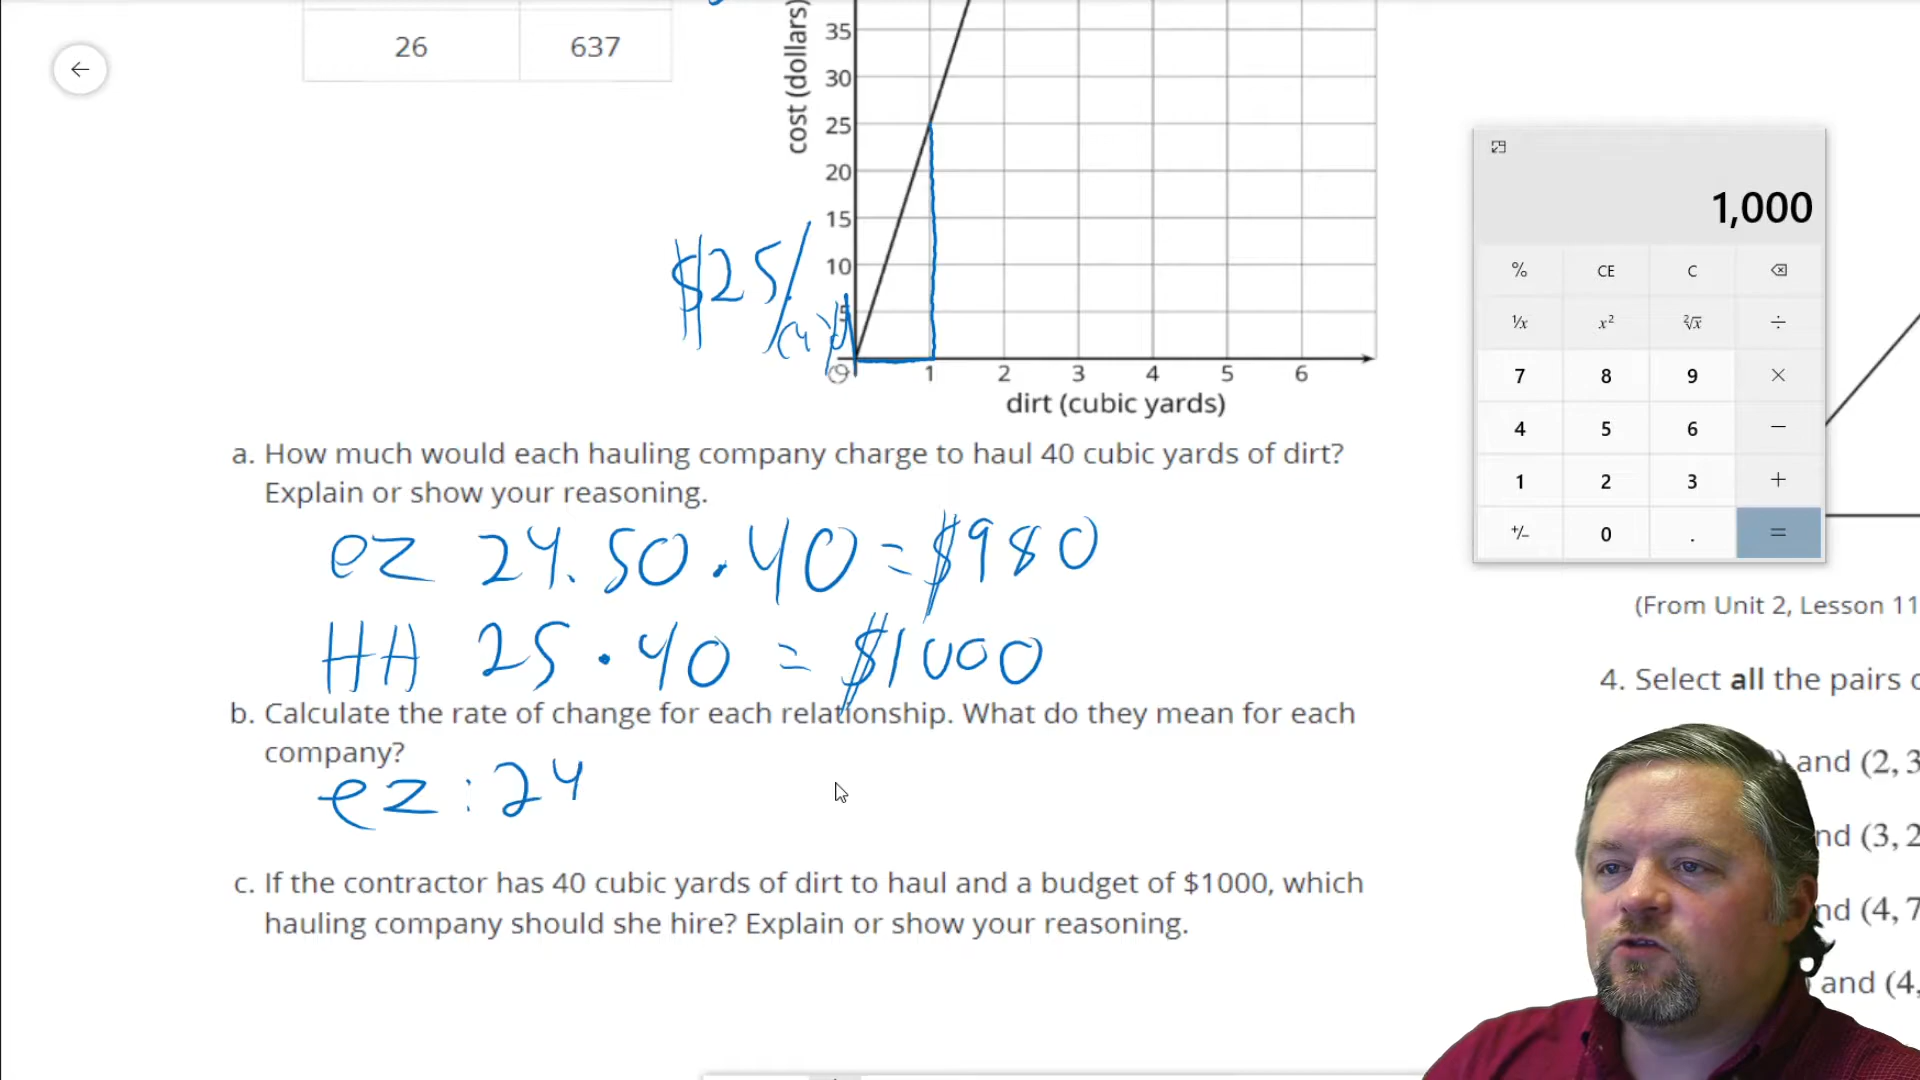 26 637
cost (dollars)
35
30
25
20
15
10
5
0
1 2 3 4 5 6
dirt (cubic yards)
$25/
a. How much would each hauling company charge to haul 40 cubic yards of dirt?
Explain or show your reasoning.
ez 24.50 · 40 = $980
HH 25 · 40 = $1000
b. Calculate the rate of change for each relationship. What do they mean for each
company?
ez : 24
c. If the contractor has 40 cubic yards of dirt to haul and a budget of $1000, which
hauling company should she hire? Explain or show your reasoning.
1,000
% CE C
¹/x x² ²√x ÷
7 8 9 ×
4 5 6 −
1 2 3 +
+/− 0 . =
(From Unit 2, Lesson 11
4. Select all the pairs
and (2, 3
nd (3, 2
nd (4, 7
and (4,